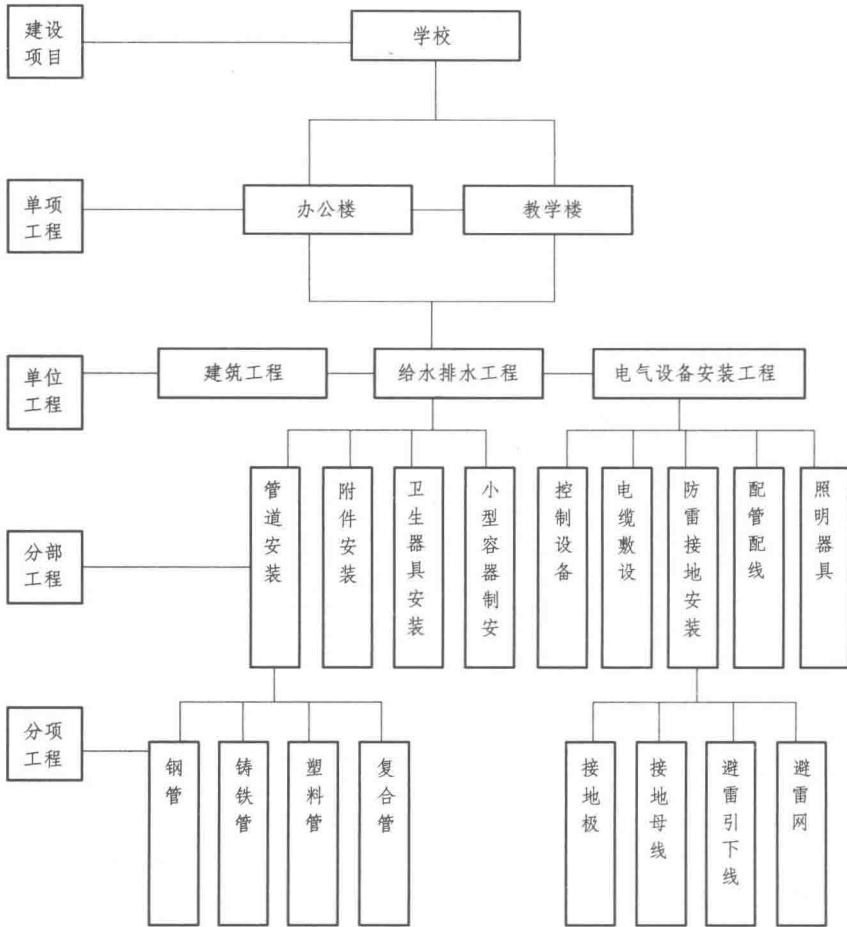 建设
项目
学校
单项
工程
办公楼
教学楼
单位
工程
建筑工程
给水排水工程
电气设备安装工程
分部
工程
管道安装
附件安装
卫生器具安装
小型容器制安
控制设备
电缆敷设
防雷接地安装
配管配线
照明器具
分项
工程
钢管
铸铁管
塑料管
复合管
接地极
接地母线
避雷引下线
避雷网